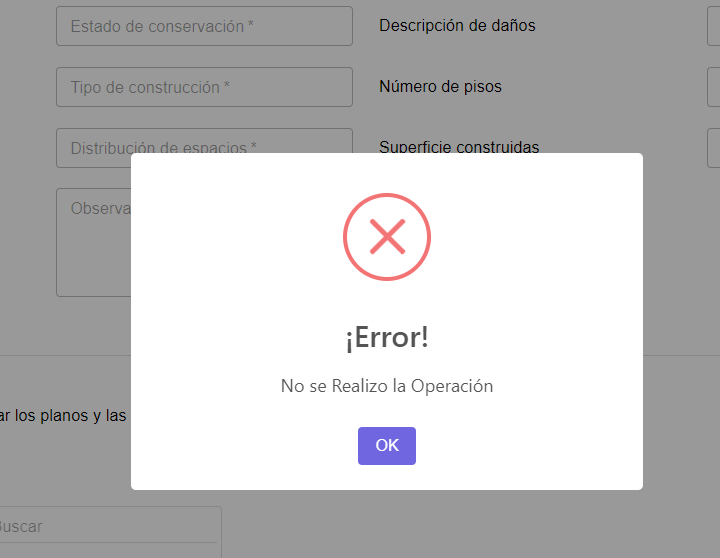 Estado de conservación *
Descripción de daños
Tipo de construcción *
Número de pisos
Distribución de espacios *
Superficie construidas
Observa
¡Error!
No se Realizo la Operación
ar los planos y las
OK
Buscar